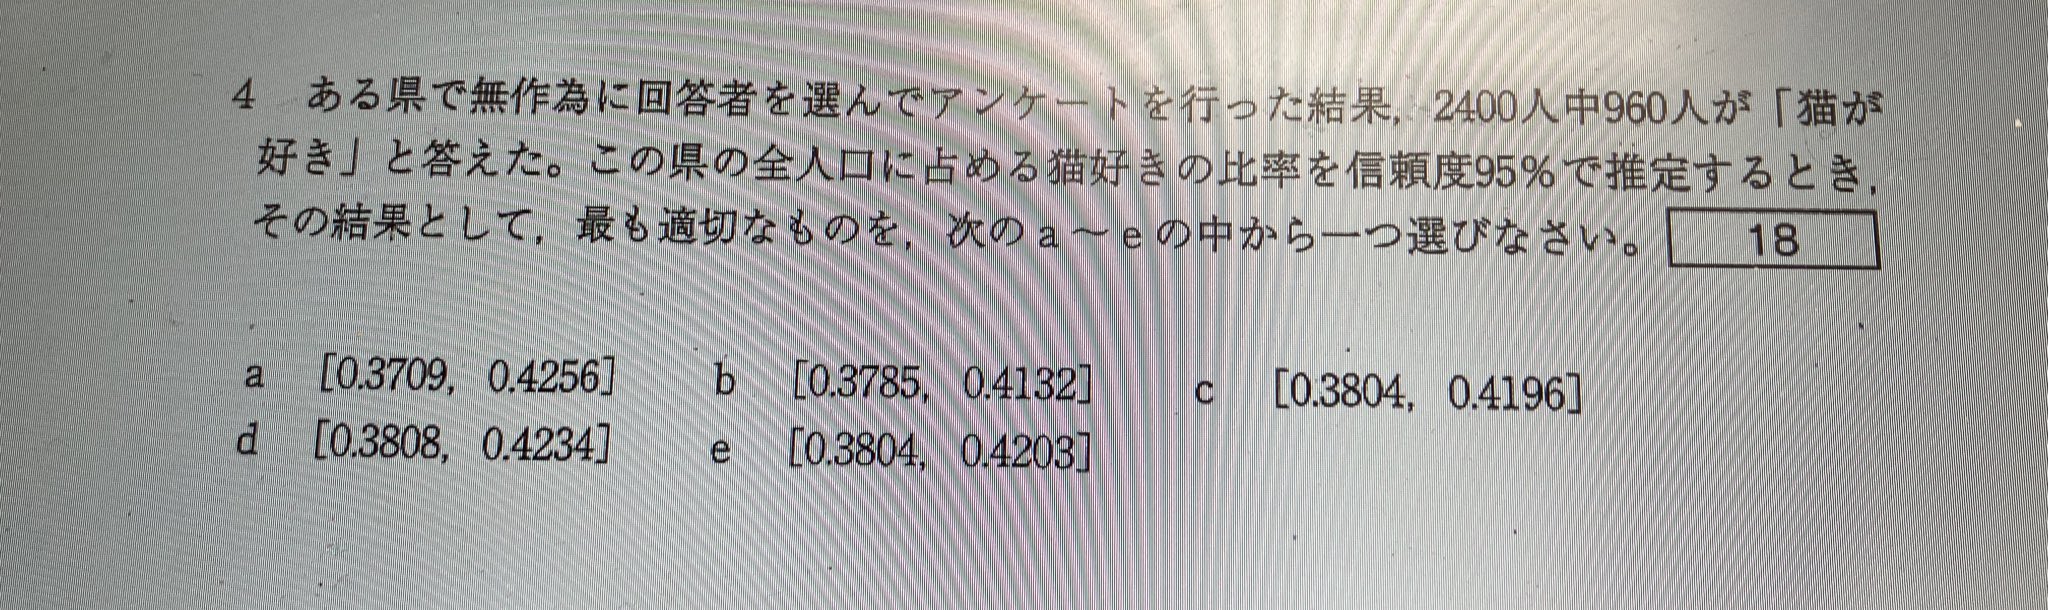 4 ある県で無作為に回答者を選んでアンケートを行った結果，2400人中960人が「猫が
好き」と答えた。この県の全人口に占める猫好きの比率を信頼度95％で推定するとき，
その結果として，最も適切なものを，次のa～eの中から一つ選びなさい。 18
a [0.3709, 0.4256] b [0.3785, 0.4132] c [0.3804, 0.4196]
d [0.3808, 0.4234] e [0.3804, 0.4203]